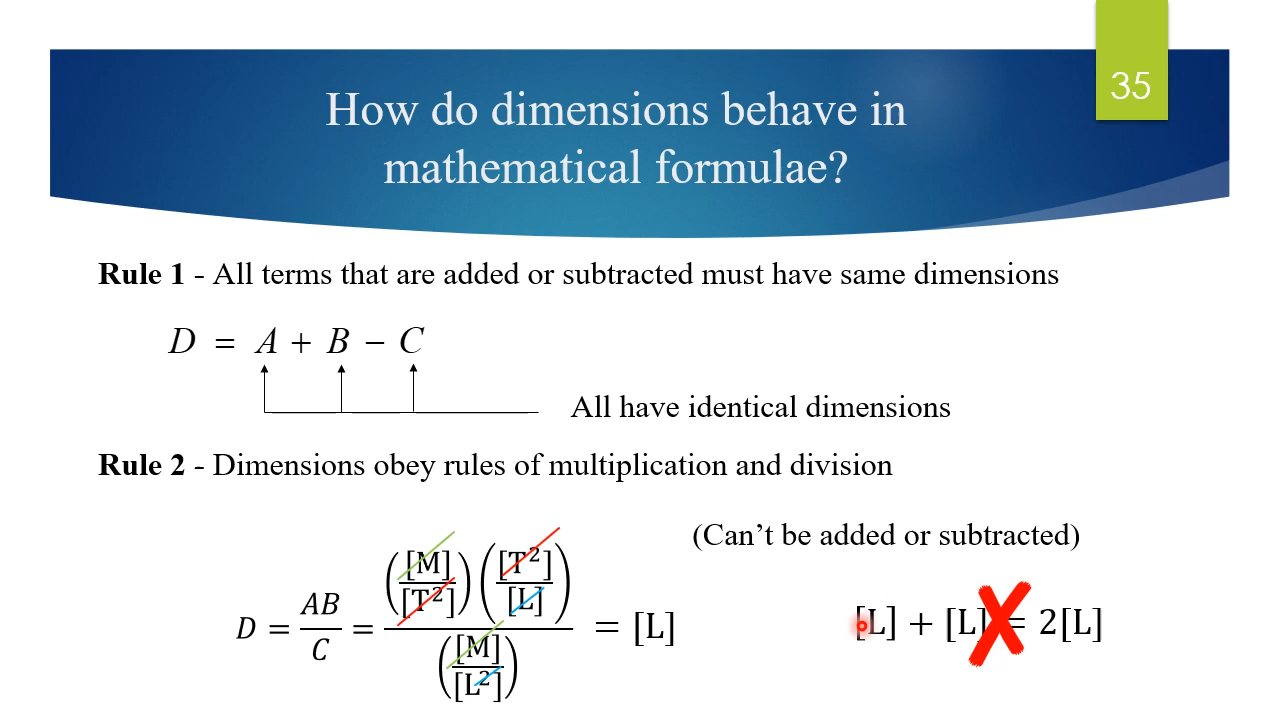 35
How do dimensions behave in
mathematical formulae?
Rule 1 - All terms that are added or subtracted must have same dimensions
D = A + B − C
All have identical dimensions
Rule 2 - Dimensions obey rules of multiplication and division
(Can't be added or subtracted)
D = AB/C = ([M]/[T²])([T²]/[L])/([M]/[L²]) = [L]
[L] + [L] = 2[L]